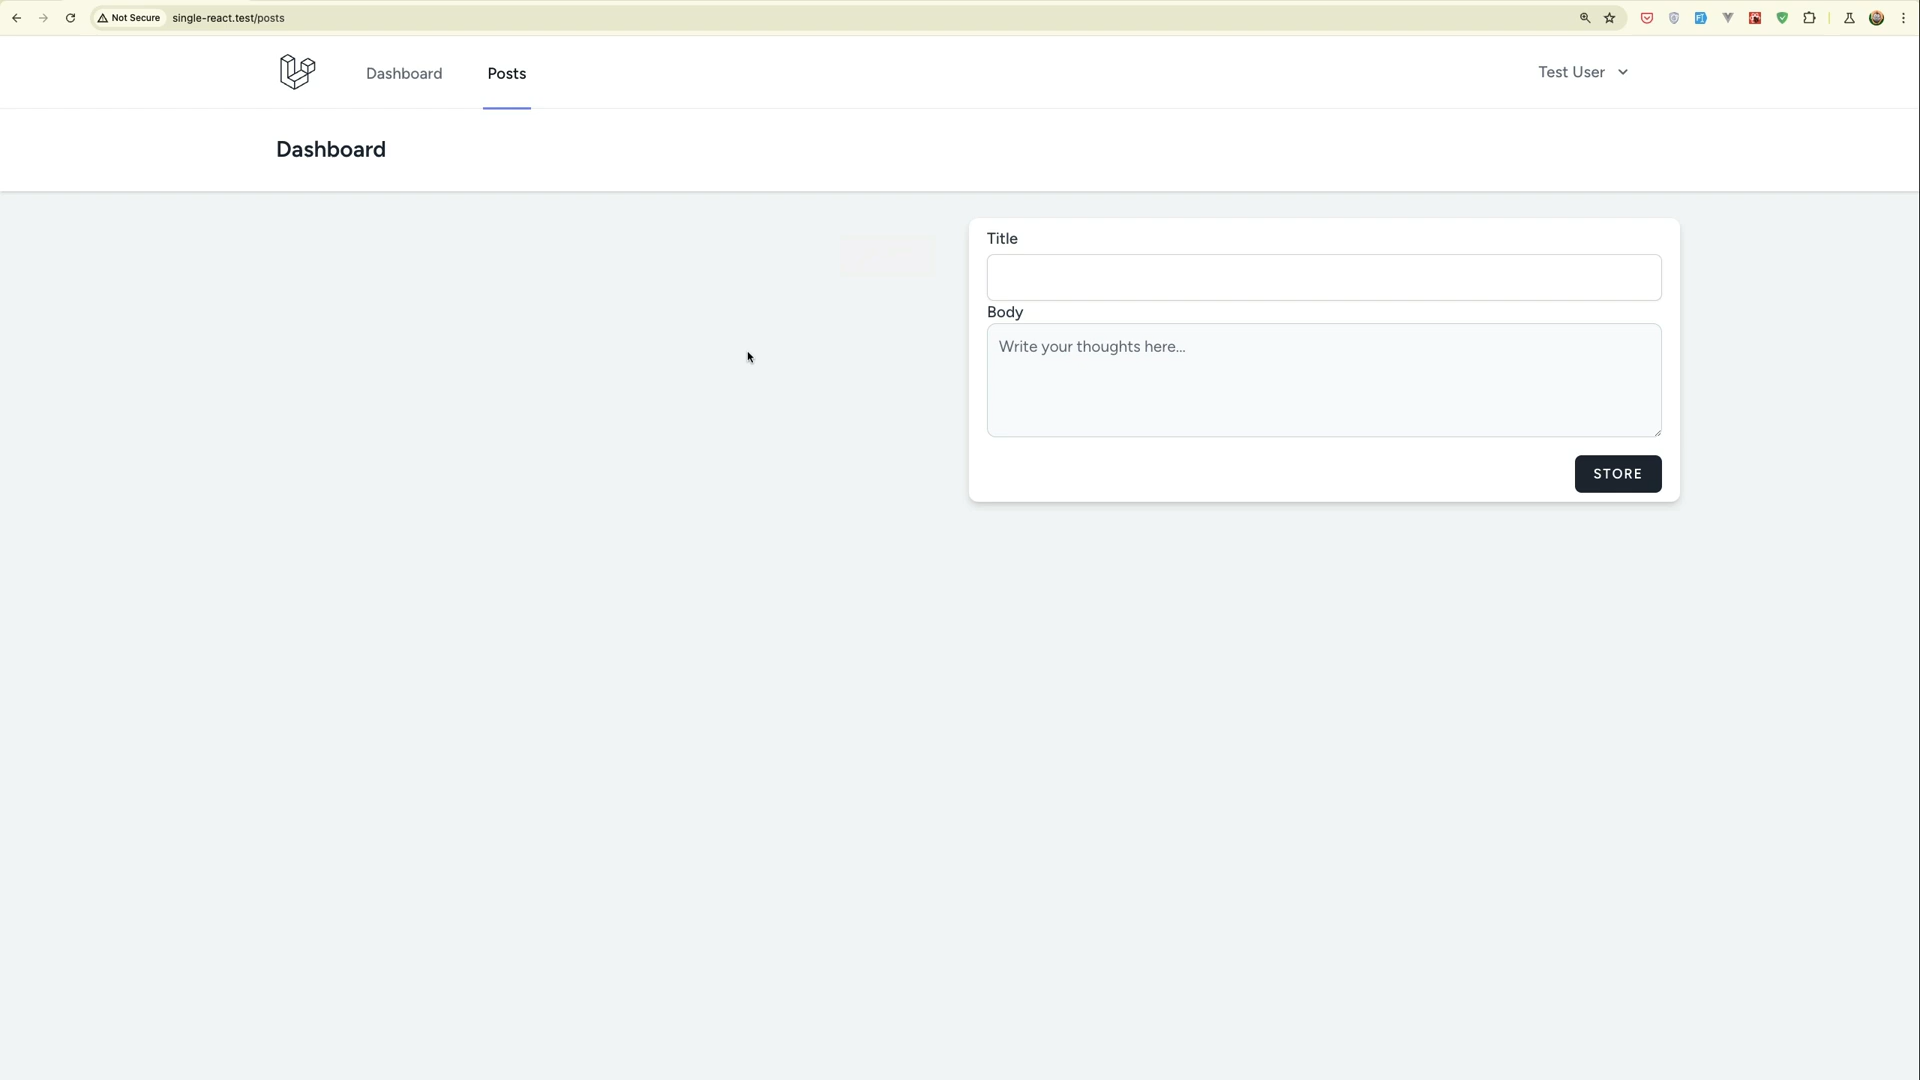 Not Secure single-react.test/posts
Dashboard Posts Test User
Dashboard
Title
Body
Write your thoughts here...
STORE